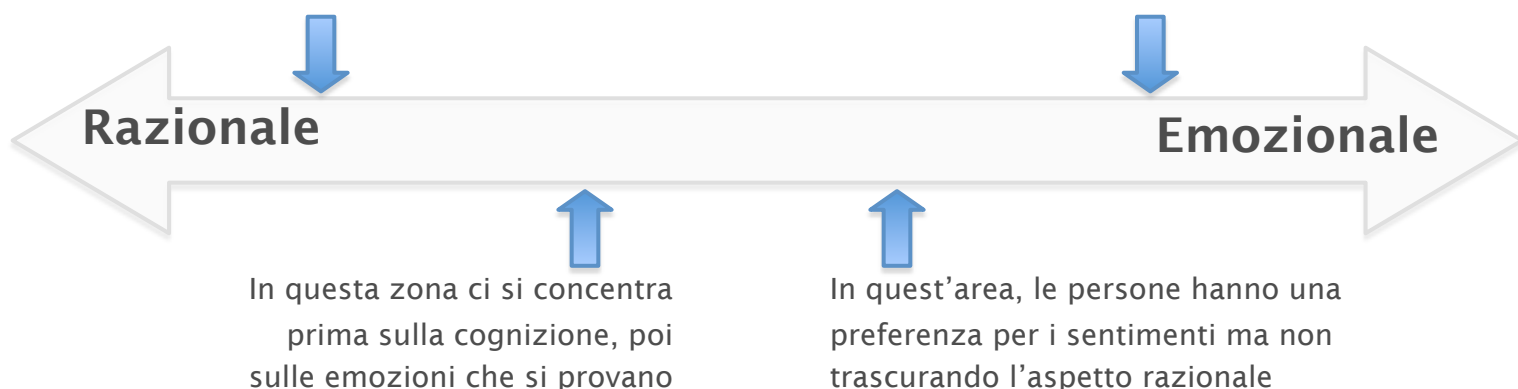 Razionale
Emozionale
In questa zona ci si concentra
prima sulla cognizione, poi
sulle emozioni che si provano
In quest’area, le persone hanno una
preferenza per i sentimenti ma non
trascurando l’aspetto razionale